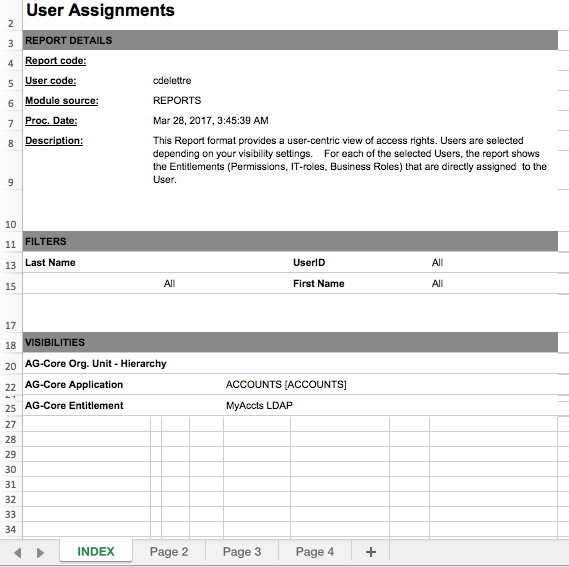 2 User Assignments
3 REPORT DETAILS
4 Report code:
5 User code: cdelettre
6 Module source: REPORTS
7 Proc. Date: Mar 28, 2017, 3:45:39 AM
8 Description: This Report format provides a user-centric view of access rights. Users are selected
depending on your visibility settings. For each of the selected Users, the report shows
the Entitlements (Permissions, IT-roles, Business Roles) that are directly assigned to the
9 User.
10
11 FILTERS
13 Last Name UserID All
15 All First Name All
17
18 VISIBILITIES
20 AG-Core Org. Unit - Hierarchy
22 AG-Core Application ACCOUNTS [ACCOUNTS]
25 AG-Core Entitlement MyAccts LDAP
27
28
29
30
31
32
33
34
INDEX Page 2 Page 3 Page 4 +